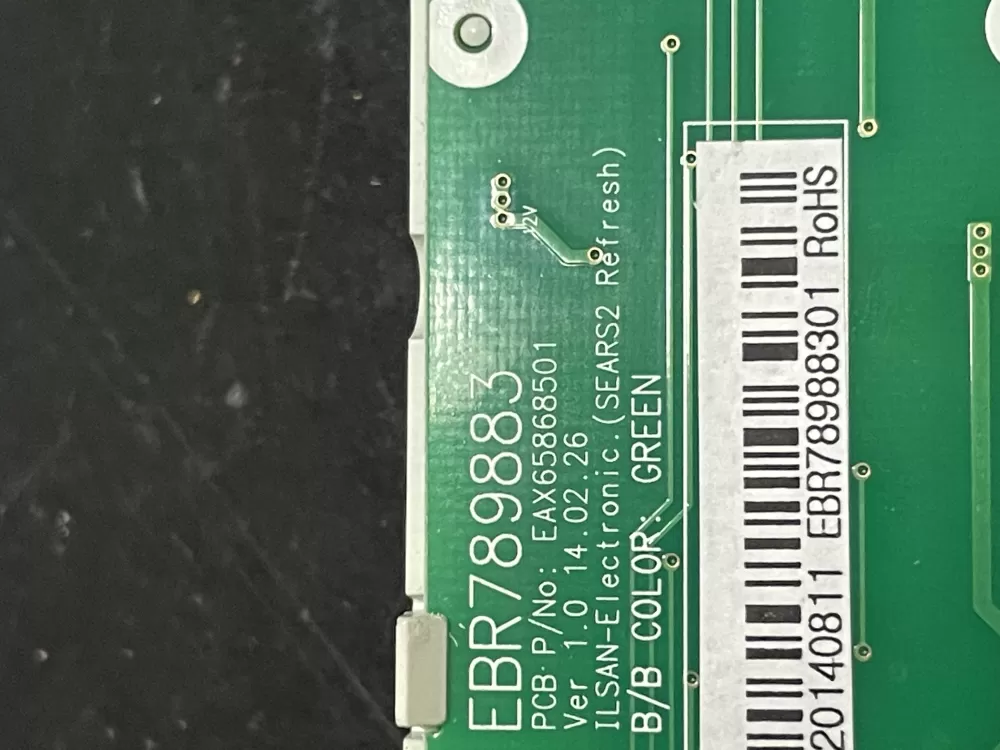 EBR789883
PCB P/No: EAX65868501
Ver 1.0 14.02.26
ILSAN-Electronic.(SEARS2 Refresh)
B/B COLOR: GREEN
20140811 EBR78988301 RoHS